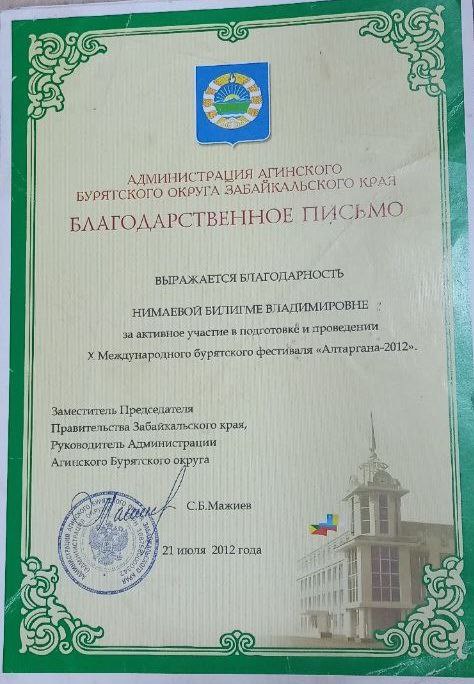 АДМИНИСТРАЦИЯ АГИНСКОГО
БУРЯТСКОГО ОКРУГА ЗАБАЙКАЛЬСКОГО КРАЯ
БЛАГОДАРСТВЕННОЕ ПИСЬМО
ВЫРАЖАЕТСЯ БЛАГОДАРНОСТЬ
НИМАЕВОЙ БИЛИГМЕ ВЛАДИМИРОВНЕ
за активное участие в подготовке и проведении
X Международного бурятского фестиваля «Алтаргана-2012».
Заместитель Председателя
Правительства Забайкальского края,
Руководитель Администрации
Агинского Бурятского округа
С.Б.Мажиев
21 июля 2012 года